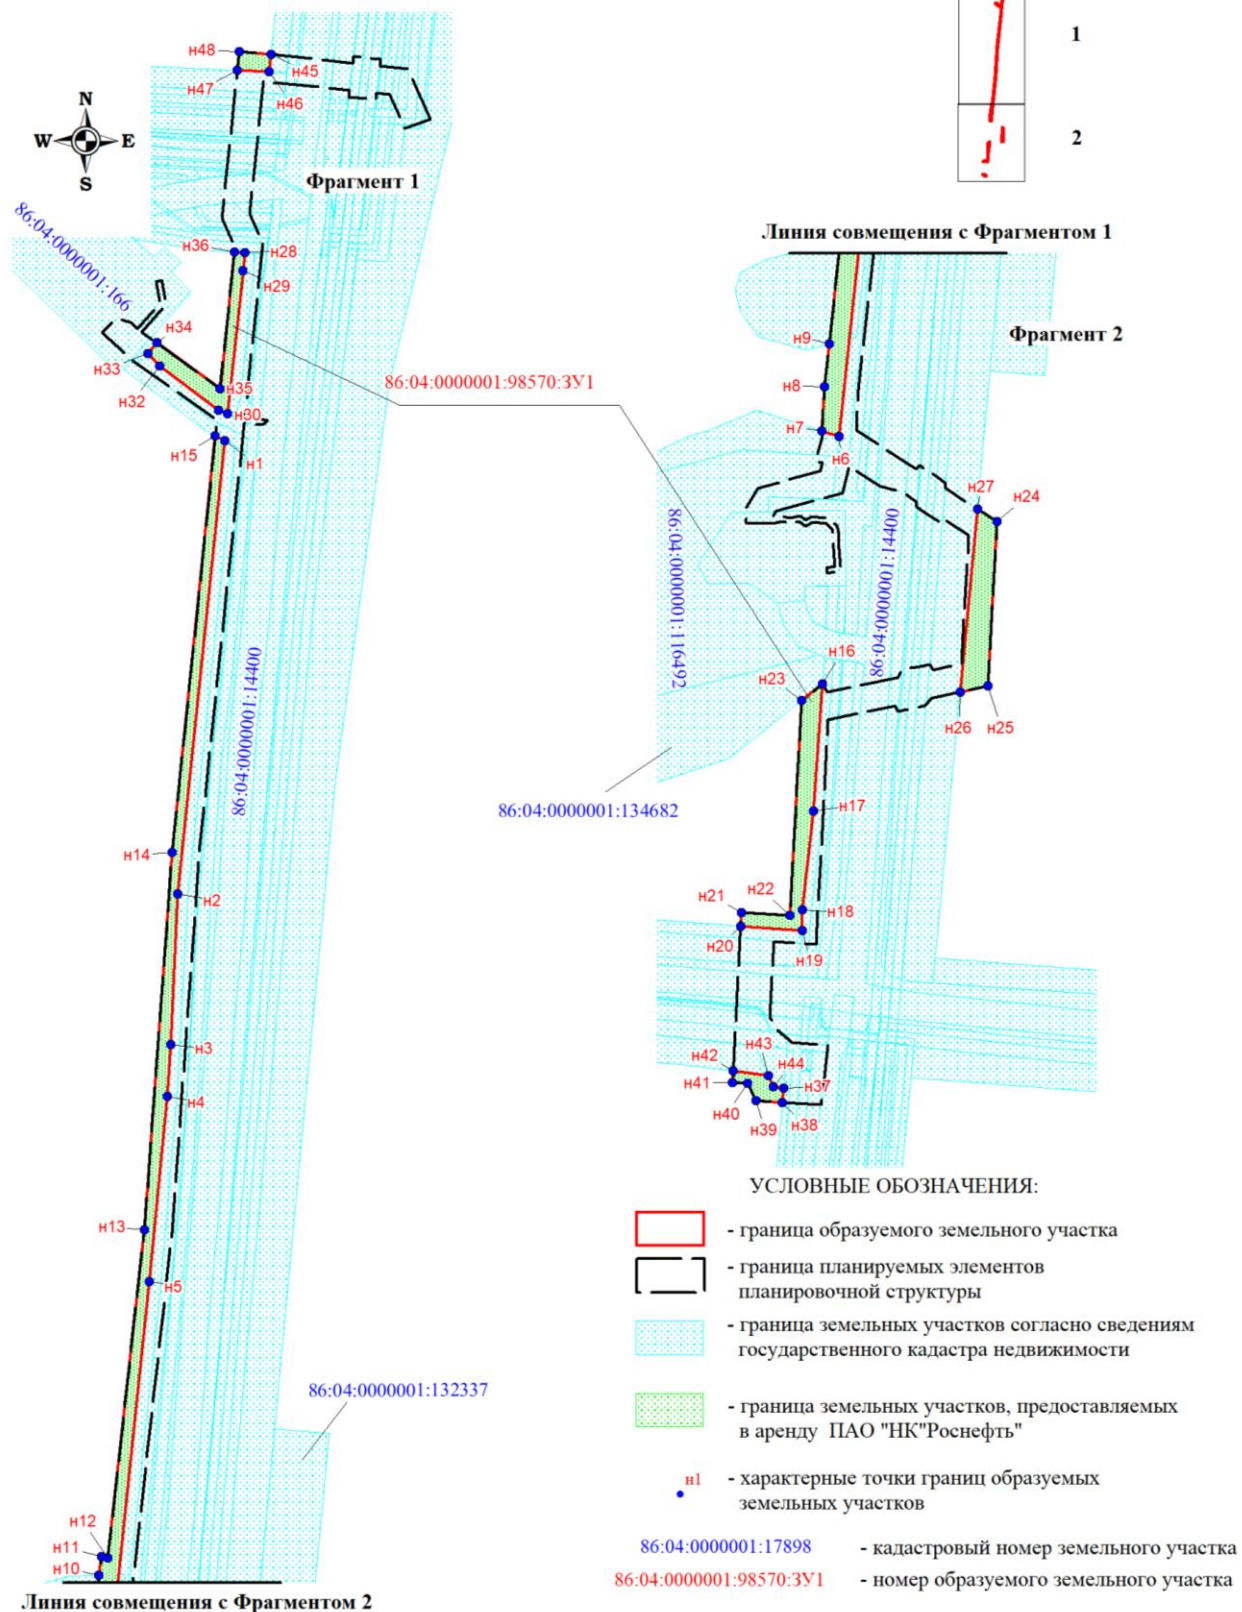 1
2
N
W
E
S
Фрагмент 1
н48
н45
н47
н46
86:04:0000001:166
н36
н28
н29
н34
н33
н32
н35
н30
н15
н1
86:04:0000001:98570:ЗУ1
86:04:0000001:14400
н14
н2
н3
н4
н13
н5
86:04:0000001:132337
н12
н11
н10
Линия совмещения с Фрагментом 2
Линия совмещения с Фрагментом 1
Фрагмент 2
н9
н8
н7
н6
н27
н24
86:04:0000001:116492
86:04:0000001:14400
н16
н23
н26
н25
86:04:0000001:134682
н17
н21
н22
н18
н20
н19
н42
н43
н44
н37
н41
н40
н39
н38
УСЛОВНЫЕ ОБОЗНАЧЕНИЯ:
- граница образуемого земельного участка
- граница планируемых элементов
планировочной структуры
- граница земельных участков согласно сведениям
государственного кадастра недвижимости
- граница земельных участков, предоставляемых
в аренду ПАО "НК"Роснефть"
н1 - характерные точки границ образуемых
земельных участков
86:04:0000001:17898 - кадастровый номер земельного участка
86:04:0000001:98570:ЗУ1 - номер образуемого земельного участка